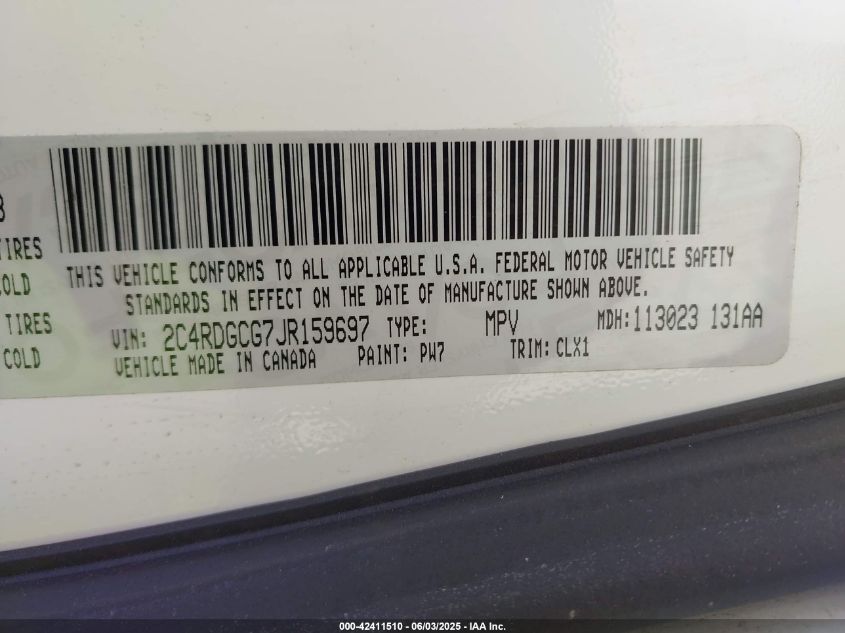 3
TIRES
COLD
TIRES
COLD
THIS VEHICLE CONFORMS TO ALL APPLICABLE U.S.A. FEDERAL MOTOR VEHICLE SAFETY
STANDARDS IN EFFECT ON THE DATE OF MANUFACTURE SHOWN ABOVE.
VIN: 2C4RDGCG7JR159697 TYPE: MPV MDH:113023 131AA
VEHICLE MADE IN CANADA PAINT: PW7 TRIM: CLX1
000-42411510 - 06/03/2025 - IAA Inc.